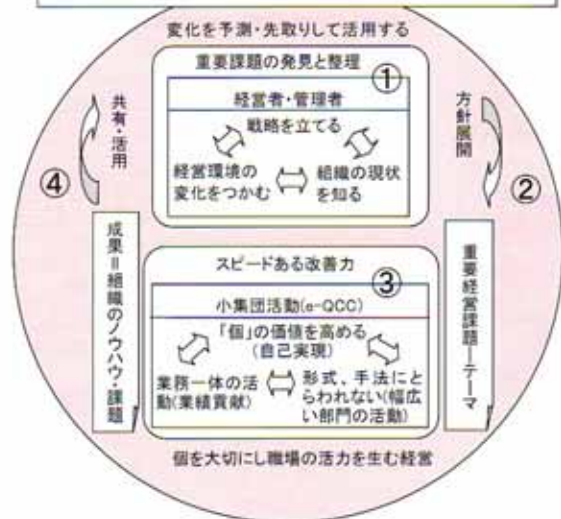 変化を予測・先取りして活用する
重要課題の発見と整理
①
経営者・管理者
戦略を立てる
経営環境の
変化をつかむ
組織の現状
を知る
方針展開
②
重要経営課題―テーマ
スピードある改善力
③
小集団活動(e-QCC)
「個」の価値を高める
(自己実現)
業務一体の活
動(業績貢献)
形式、手法にと
らわれない(幅広
い部門の活動)
共有・活用
④
成果=組織のノウハウ・課題
個を大切にし職場の活力を生む経営